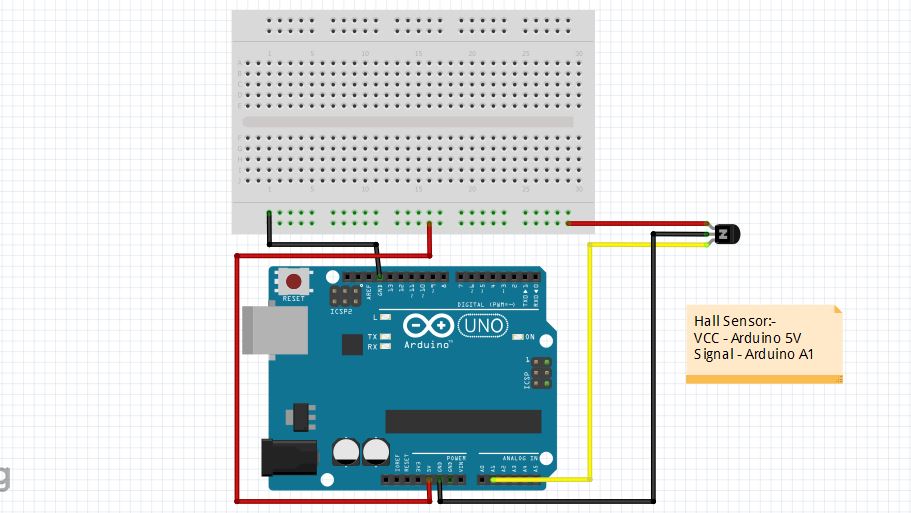 1 5 10 15 20 25 30
A
B
C
D
E
F
G
H
I
J
1 5 10 15 20 25 30
N
RESET
ICSP2
AREF
GND
13
12
~11
~10
~9
8
7
~6
~5
4
~3
2
TX▶1
RX◀0
DIGITAL (PWM=~)
L
TX
RX
UNO
Arduino™
ON
1
ICSP
POWER
ANALOG IN
IOREF
RESET
3V3
5V
GND
GND
VIN
A0
A1
A2
A3
A4
A5
Hall Sensor:-
VCC - Arduino 5V
Signal - Arduino A1
g